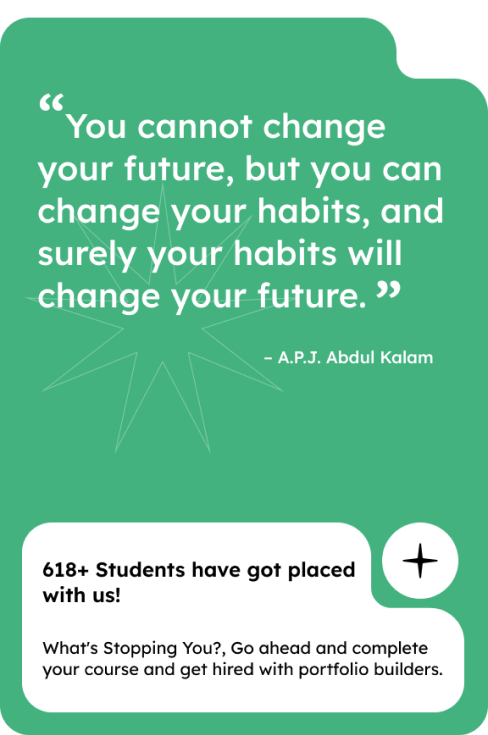 “You cannot change
your future, but you can
change your habits, and
surely your habits will
change your future. ”
– A.P.J. Abdul Kalam
618+ Students have got placed
with us!
What's Stopping You?, Go ahead and complete
your course and get hired with portfolio builders.